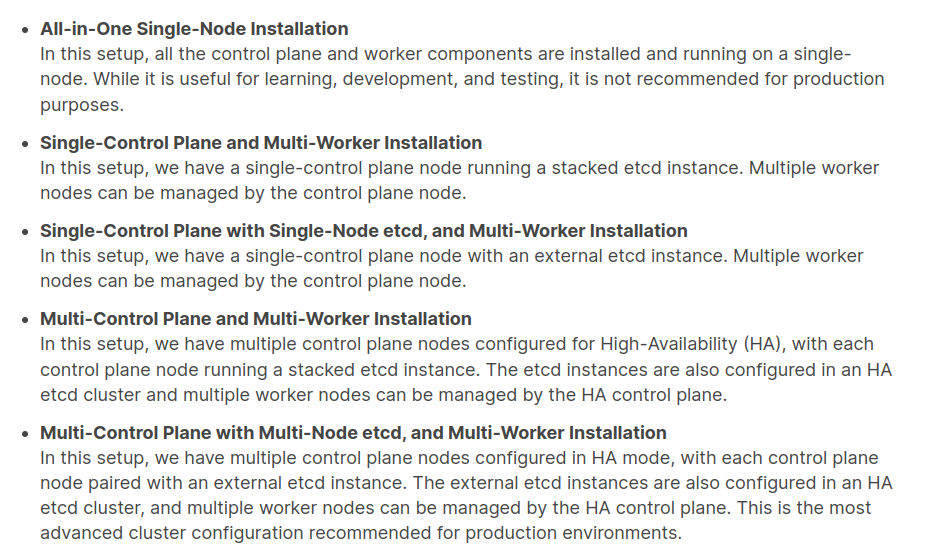 • All-in-One Single-Node Installation
In this setup, all the control plane and worker components are installed and running on a single-
node. While it is useful for learning, development, and testing, it is not recommended for production
purposes.
• Single-Control Plane and Multi-Worker Installation
In this setup, we have a single-control plane node running a stacked etcd instance. Multiple worker
nodes can be managed by the control plane node.
• Single-Control Plane with Single-Node etcd, and Multi-Worker Installation
In this setup, we have a single-control plane node with an external etcd instance. Multiple worker
nodes can be managed by the control plane node.
• Multi-Control Plane and Multi-Worker Installation
In this setup, we have multiple control plane nodes configured for High-Availability (HA), with each
control plane node running a stacked etcd instance. The etcd instances are also configured in an HA
etcd cluster and multiple worker nodes can be managed by the HA control plane.
• Multi-Control Plane with Multi-Node etcd, and Multi-Worker Installation
In this setup, we have multiple control plane nodes configured in HA mode, with each control plane
node paired with an external etcd instance. The external etcd instances are also configured in an HA
etcd cluster, and multiple worker nodes can be managed by the HA control plane. This is the most
advanced cluster configuration recommended for production environments.